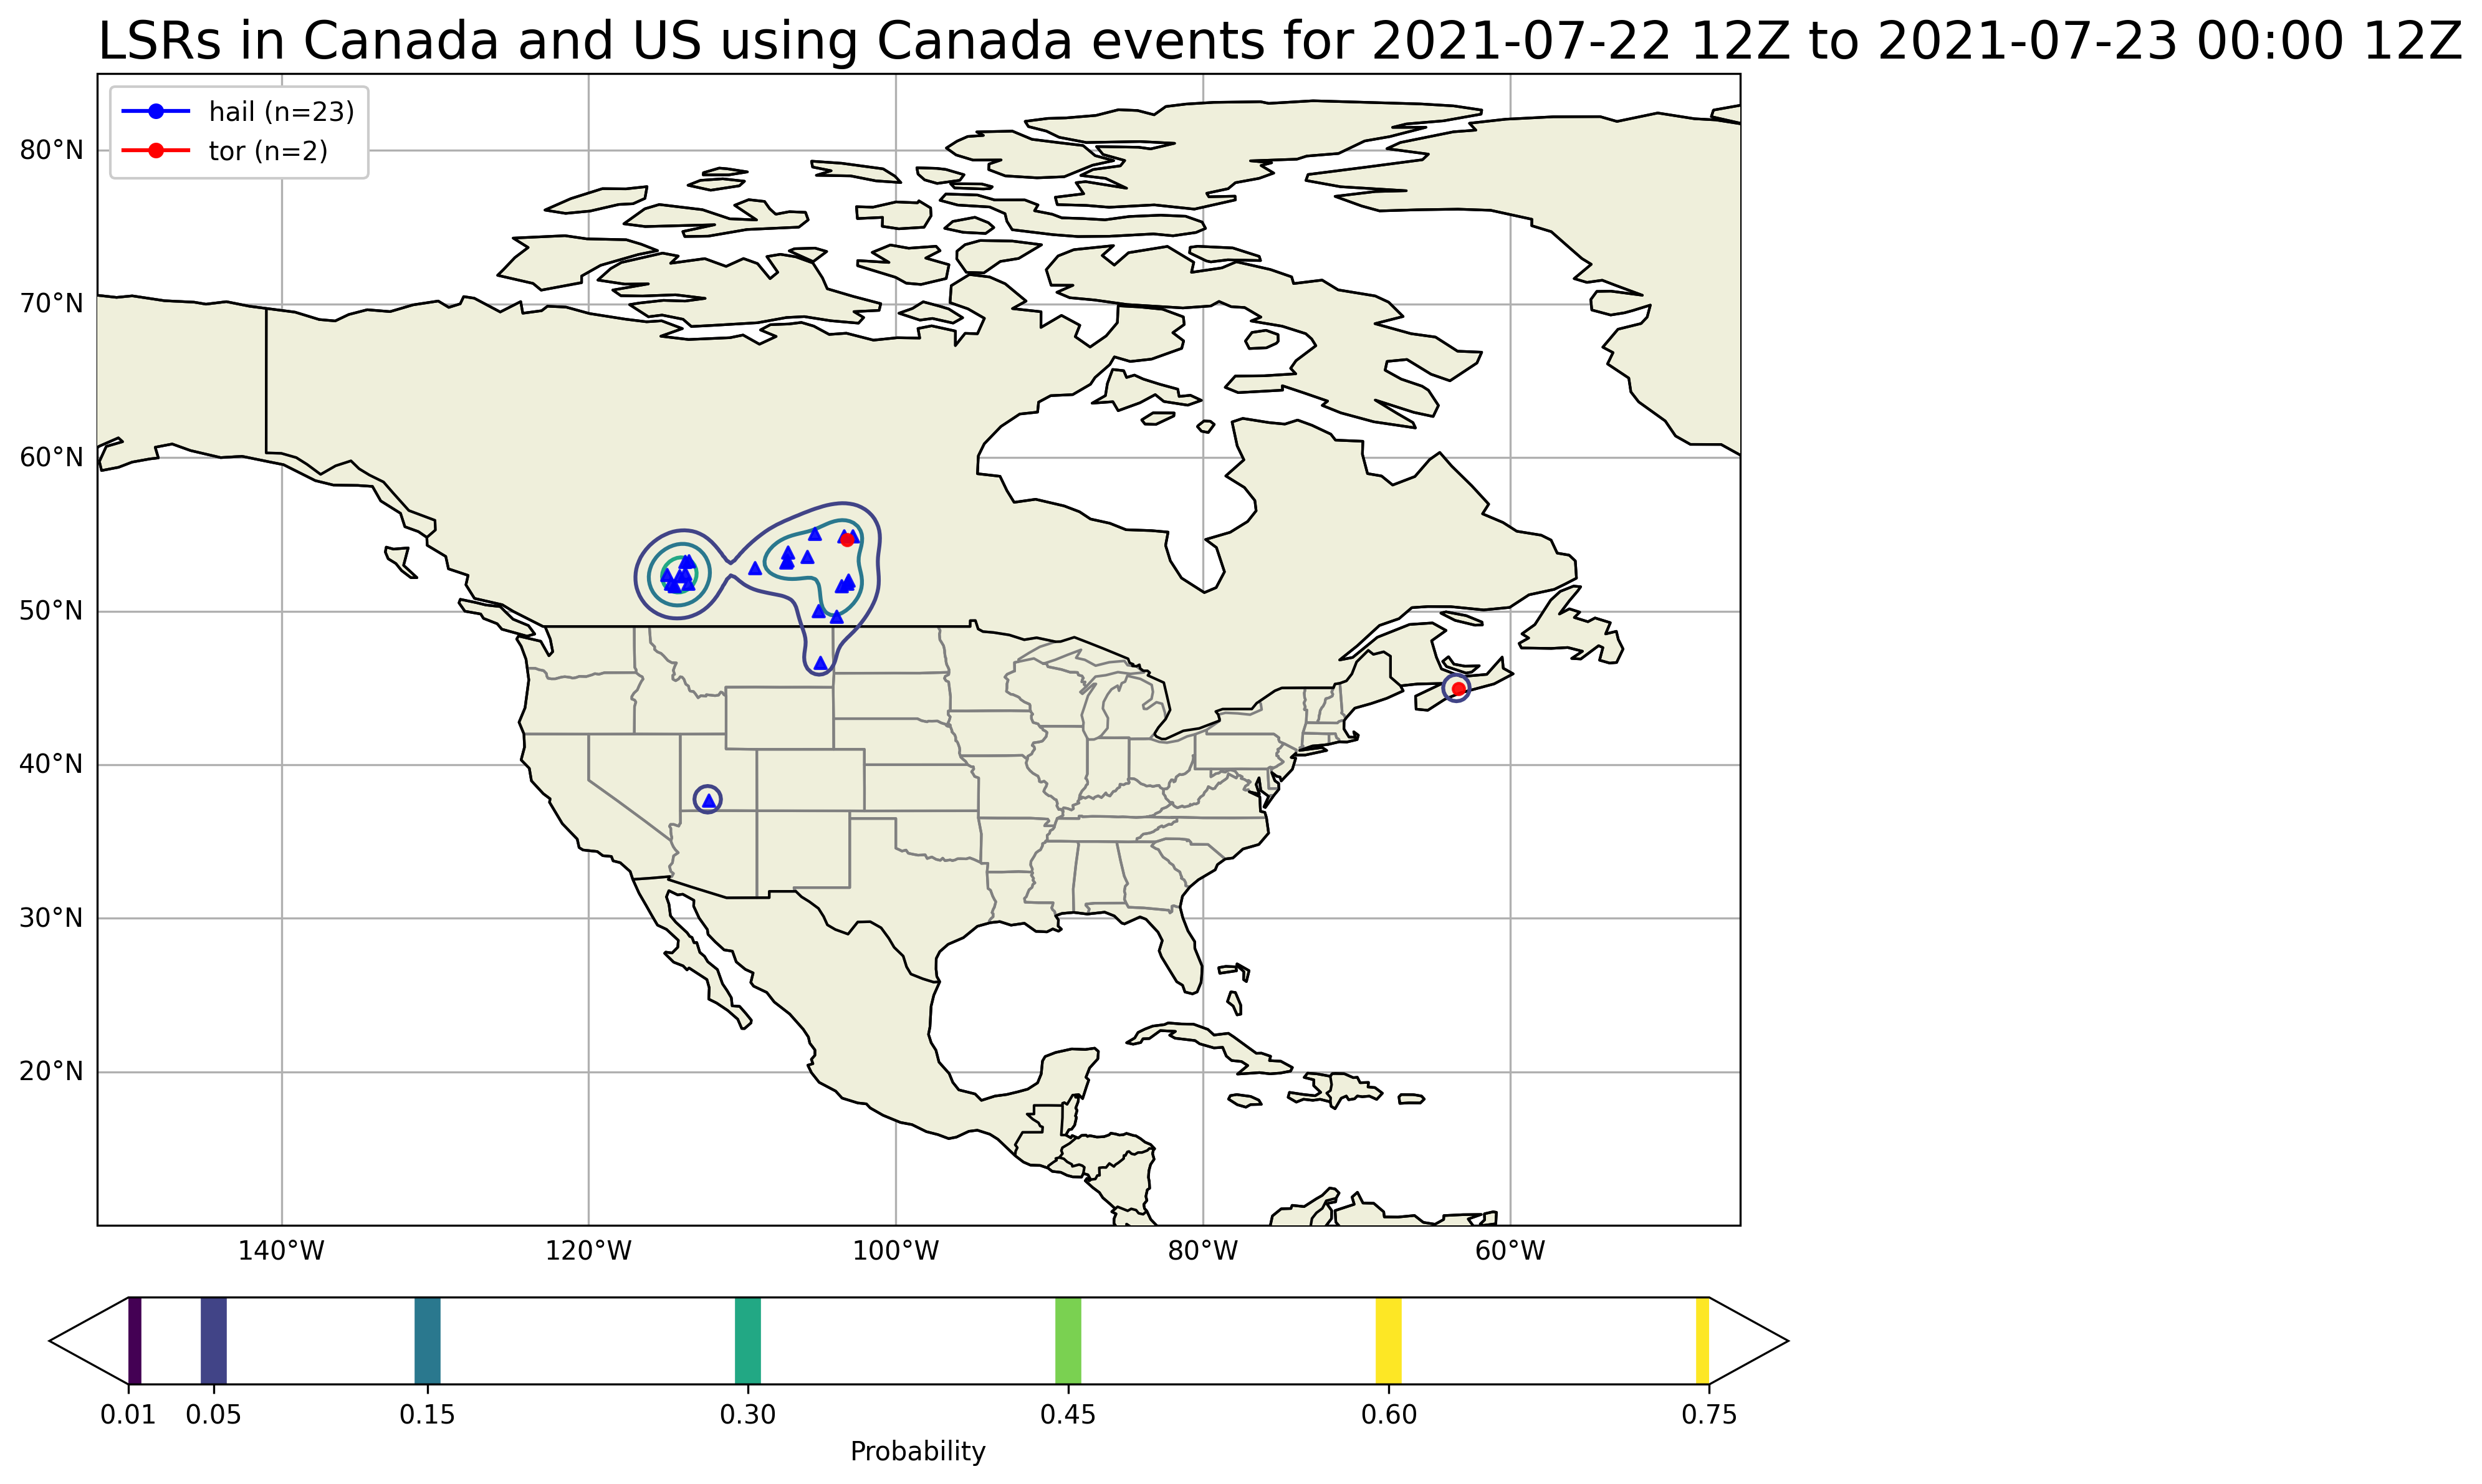 LSRs in Canada and US using Canada events for 2021-07-22 12Z to 2021-07-23 00:00 12Z
hail (n=23)
tor (n=2)
80°N
70°N
60°N
50°N
40°N
30°N
20°N
140°W 120°W 100°W 80°W 60°W
0.01 0.05 0.15 0.30 0.45 0.60 0.75
Probability